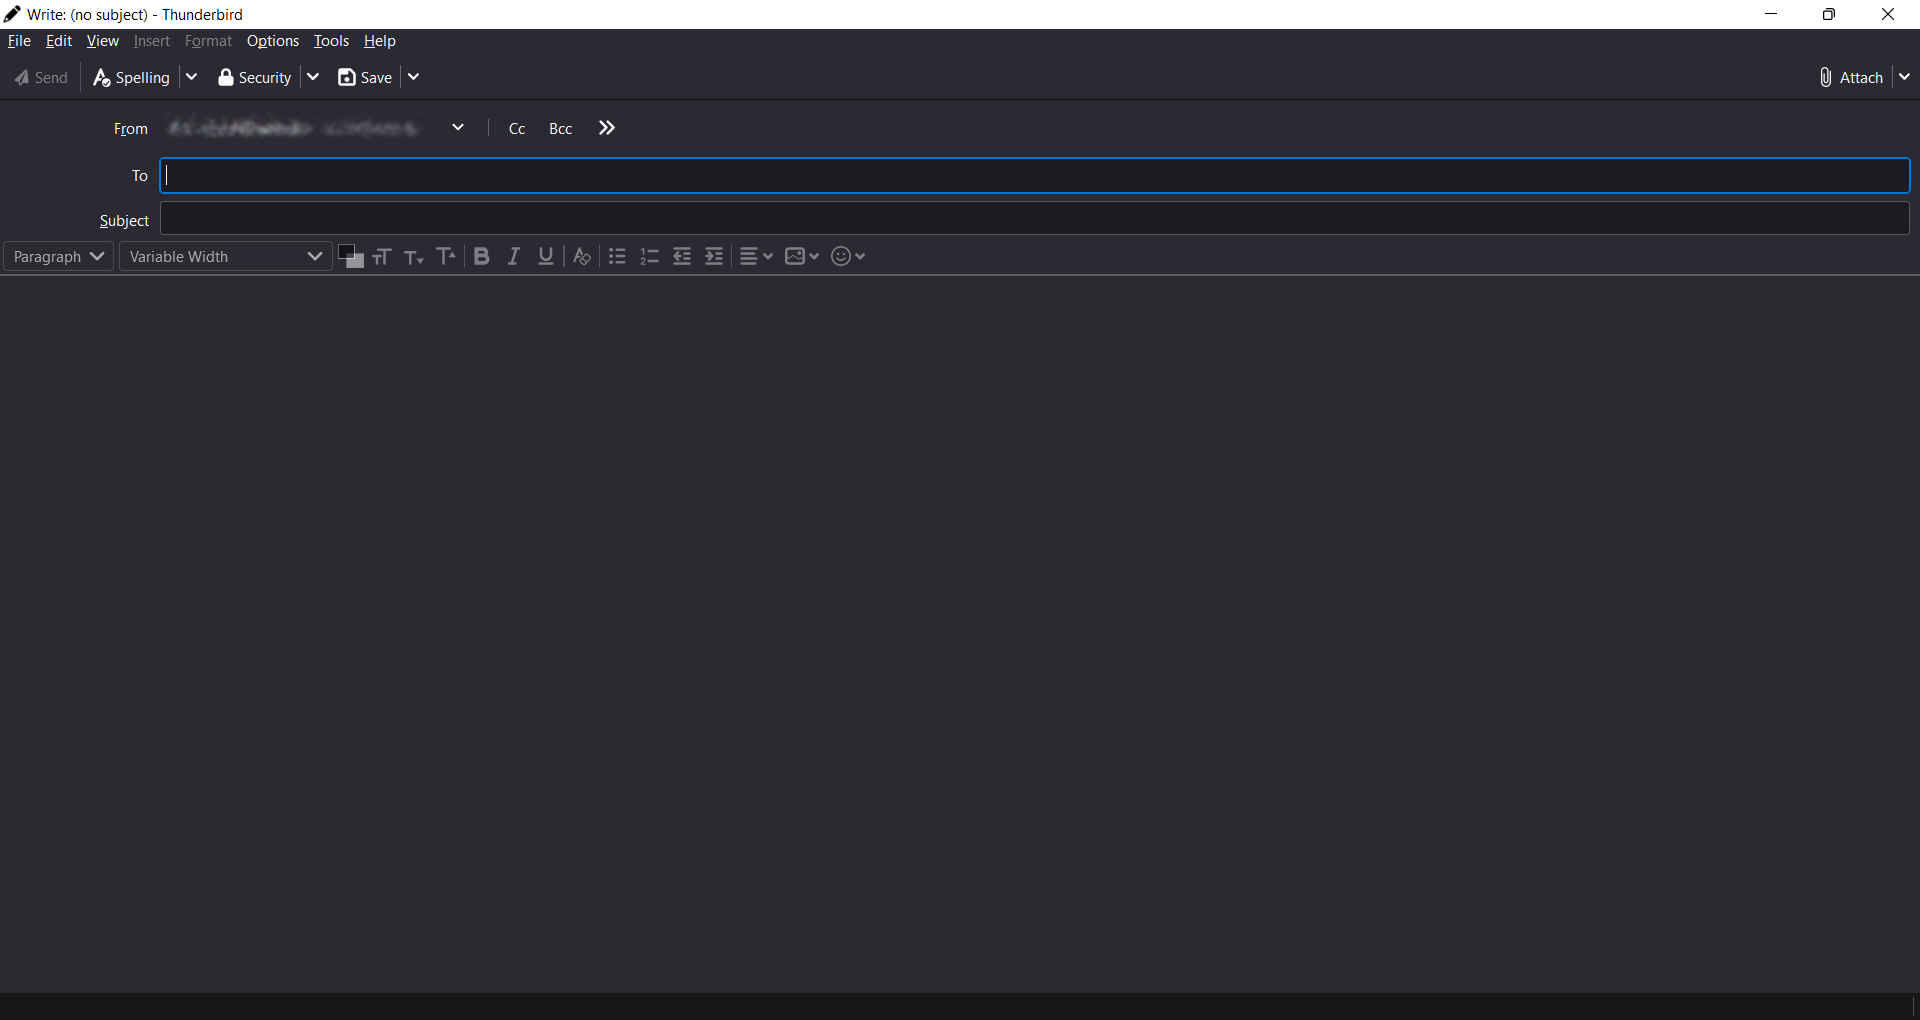 Write: (no subject) - Thunderbird
File Edit View Insert Format Options Tools Help
Send Spelling Security Save Attach
From Cc Bcc
To
Subject
Paragraph Variable Width